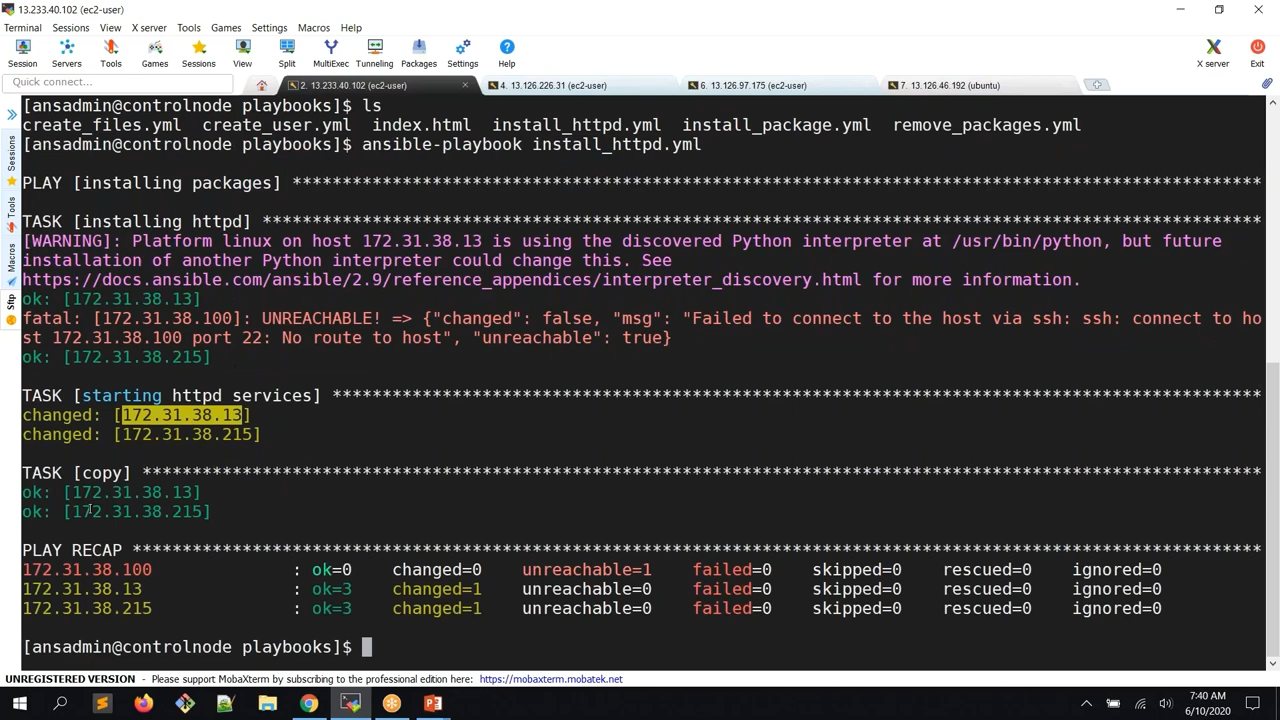 13.233.40.102 (ec2-user)
Terminal Sessions View X server Tools Games Settings Macros Help
Session Servers Tools Games Sessions View Split MultiExec Tunneling Packages Settings Help X server Exit
Quick connect... 2. 13.233.40.102 (ec2-user) 4. 13.126.226.31 (ec2-user) 6. 13.126.97.175 (ec2-user) 7. 13.126.46.192 (ubuntu)
Sessions
Tools
Macros
Sftp
[ansadmin@controlnode playbooks]$ ls
create_files.yml create_user.yml index.html install_httpd.yml install_package.yml remove_packages.yml
[ansadmin@controlnode playbooks]$ ansible-playbook install_httpd.yml
PLAY [installing packages] *************************************************************************************************
TASK [installing httpd] ****************************************************************************************************
[WARNING]: Platform linux on host 172.31.38.13 is using the discovered Python interpreter at /usr/bin/python, but future
installation of another Python interpreter could change this. See
https://docs.ansible.com/ansible/2.9/reference_appendices/interpreter_discovery.html for more information.
ok: [172.31.38.13]
fatal: [172.31.38.100]: UNREACHABLE! => {"changed": false, "msg": "Failed to connect to the host via ssh: ssh: connect to ho
st 172.31.38.100 port 22: No route to host", "unreachable": true}
ok: [172.31.38.215]
TASK [starting httpd services] *********************************************************************************************
changed: [172.31.38.13]
changed: [172.31.38.215]
TASK [copy] ****************************************************************************************************************
ok: [172.31.38.13]
ok: [172.31.38.215]
PLAY RECAP *****************************************************************************************************************
172.31.38.100 : ok=0 changed=0 unreachable=1 failed=0 skipped=0 rescued=0 ignored=0
172.31.38.13 : ok=3 changed=1 unreachable=0 failed=0 skipped=0 rescued=0 ignored=0
172.31.38.215 : ok=3 changed=1 unreachable=0 failed=0 skipped=0 rescued=0 ignored=0
[ansadmin@controlnode playbooks]$
UNREGISTERED VERSION - Please support MobaXterm by subscribing to the professional edition here: https://mobaxterm.mobatek.net
7:40 AM
6/10/2020